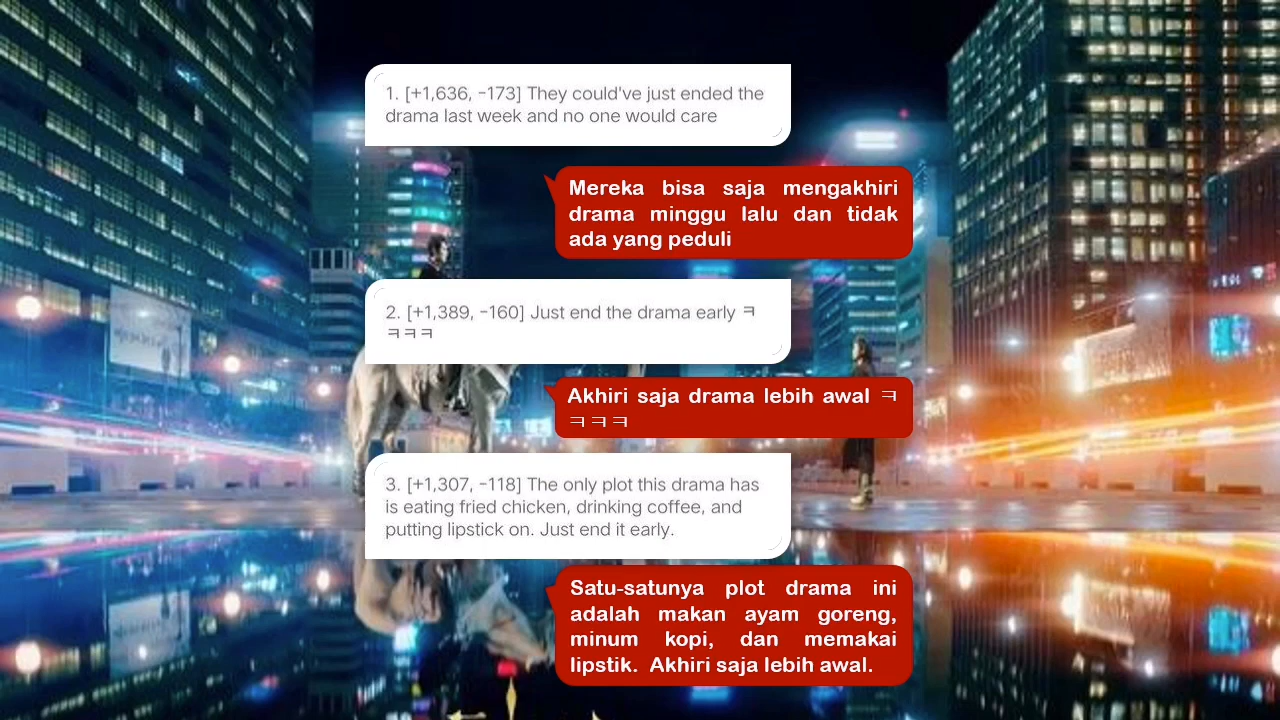 1. [+1,636, -173] They could've just ended the
drama last week and no one would care
Mereka bisa saja mengakhiri
drama minggu lalu dan tidak
ada yang peduli
2. [+1,389, -160] Just end the drama early ㅋ
ㅋㅋㅋ
Akhiri saja drama lebih awal ㅋ
ㅋㅋㅋ
3. [+1,307, -118] The only plot this drama has
is eating fried chicken, drinking coffee, and
putting lipstick on. Just end it early.
Satu-satunya plot drama ini
adalah makan ayam goreng,
minum kopi, dan memakai
lipstik. Akhiri saja lebih awal.